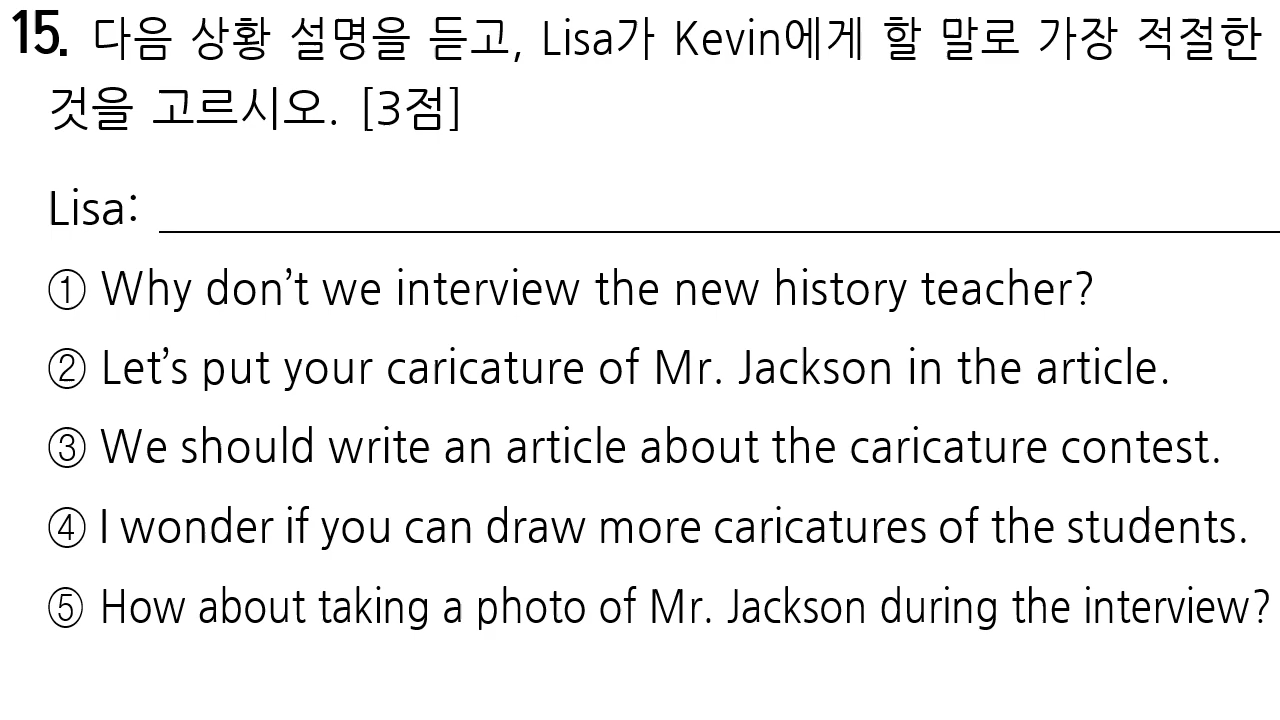 15. 다음 상황 설명을 듣고, Lisa가 Kevin에게 할 말로 가장 적절한
것을 고르시오. [3점]
Lisa:
① Why don’t we interview the new history teacher?
② Let’s put your caricature of Mr. Jackson in the article.
③ We should write an article about the caricature contest.
④ I wonder if you can draw more caricatures of the students.
⑤ How about taking a photo of Mr. Jackson during the interview?